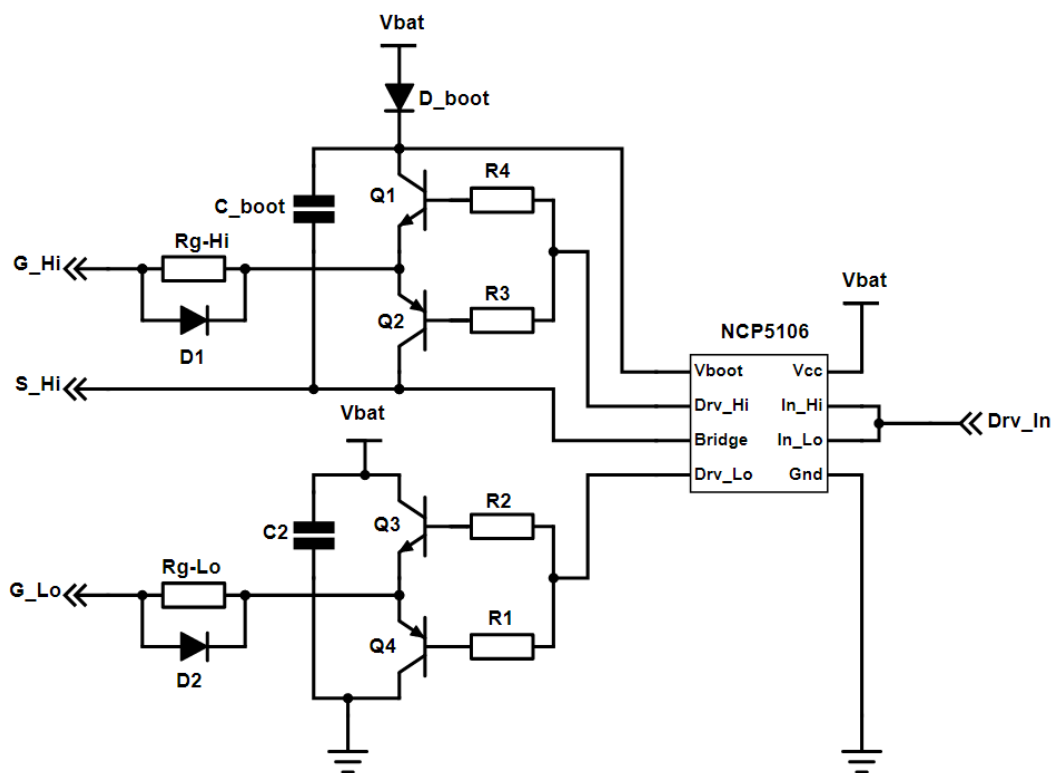 Vbat
D_boot
R4
Q1
C_boot
Rg-Hi
G_Hi
Vbat
R3
Q2
NCP5106
D1
Vboot Vcc
S_Hi
Vbat
Drv_Hi In_Hi
Drv_In
Bridge In_Lo
Drv_Lo Gnd
R2
Q3
C2
Rg-Lo
G_Lo
R1
Q4
D2